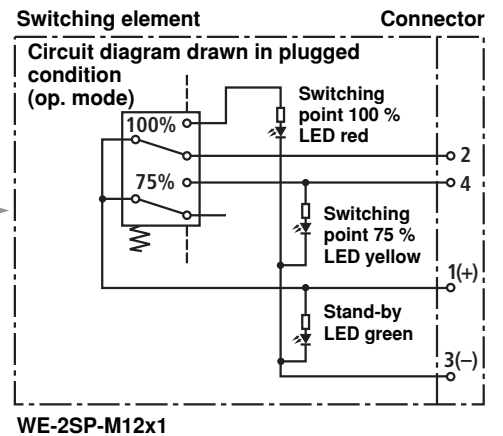 Switching element
Connector
Circuit diagram drawn in plugged
condition
(op. mode)
Switching
point 100 %
LED red
100%
2
75%
4
Switching
point 75 %
LED yellow
1(+)
Stand-by
LED green
3(–)
WE-2SP-M12x1